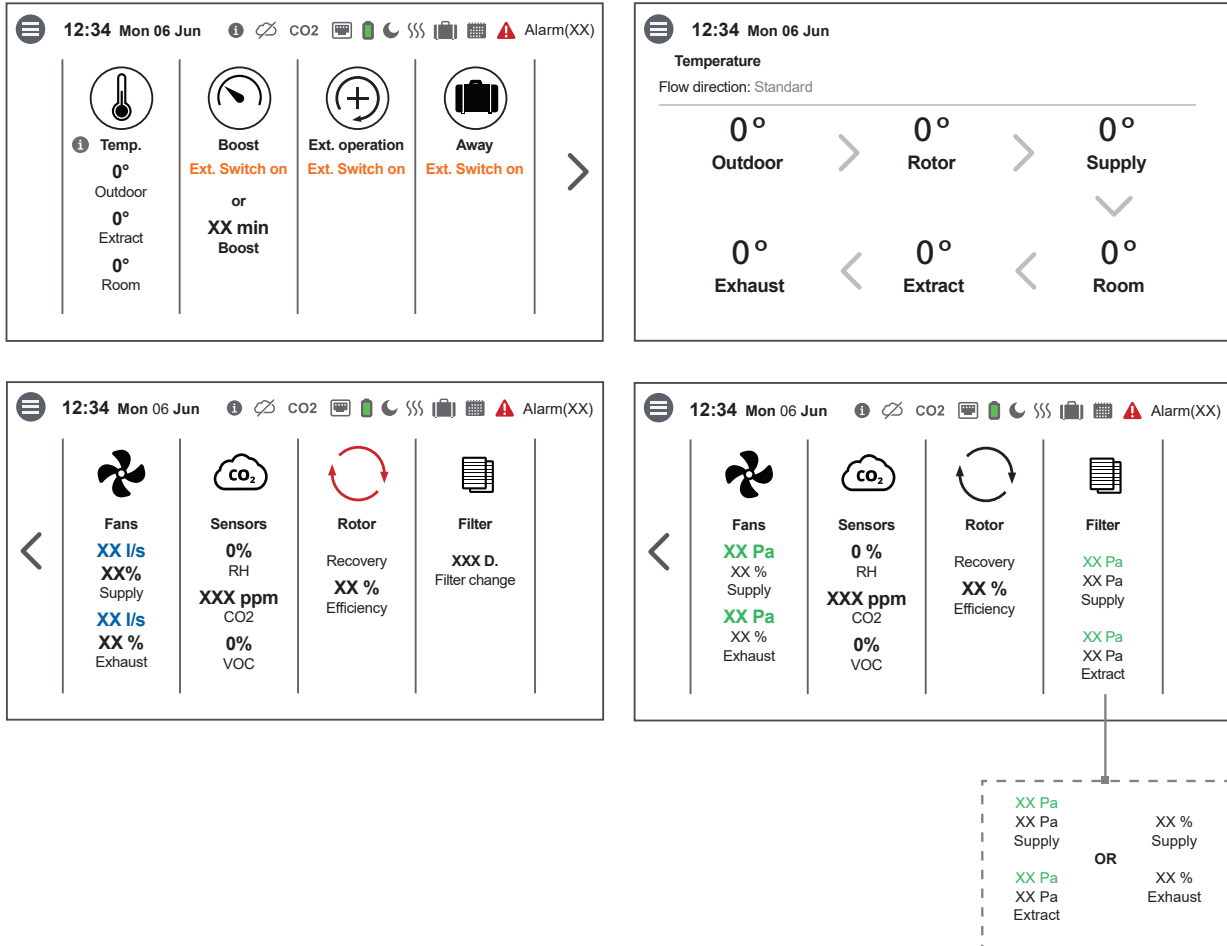 12:34 Mon 06 Jun CO2 Alarm(XX)
Temp.
0°
Outdoor
0°
Extract
0°
Room
Boost
Ext. Switch on
or
XX min
Boost
Ext. operation
Ext. Switch on
Away
Ext. Switch on
12:34 Mon 06 Jun
Temperature
Flow direction: Standard
0° 0° 0°
Outdoor Rotor Supply
0° 0° 0°
Exhaust Extract Room
12:34 Mon 06 Jun CO2 Alarm(XX)
Fans
XX l/s
XX%
Supply
XX l/s
XX %
Exhaust
CO₂
Sensors
0%
RH
XXX ppm
CO2
0%
VOC
Rotor
Recovery
XX %
Efficiency
Filter
XXX D.
Filter change
12:34 Mon 06 Jun CO2 Alarm(XX)
Fans
XX Pa
XX %
Supply
XX Pa
XX %
Exhaust
CO₂
Sensors
0 %
RH
XXX ppm
CO2
0%
VOC
Rotor
Recovery
XX %
Efficiency
Filter
XX Pa
XX Pa
Supply
XX Pa
XX Pa
Extract
XX Pa
XX Pa
Supply
XX Pa
XX Pa
Extract
OR
XX %
Supply
XX %
Exhaust